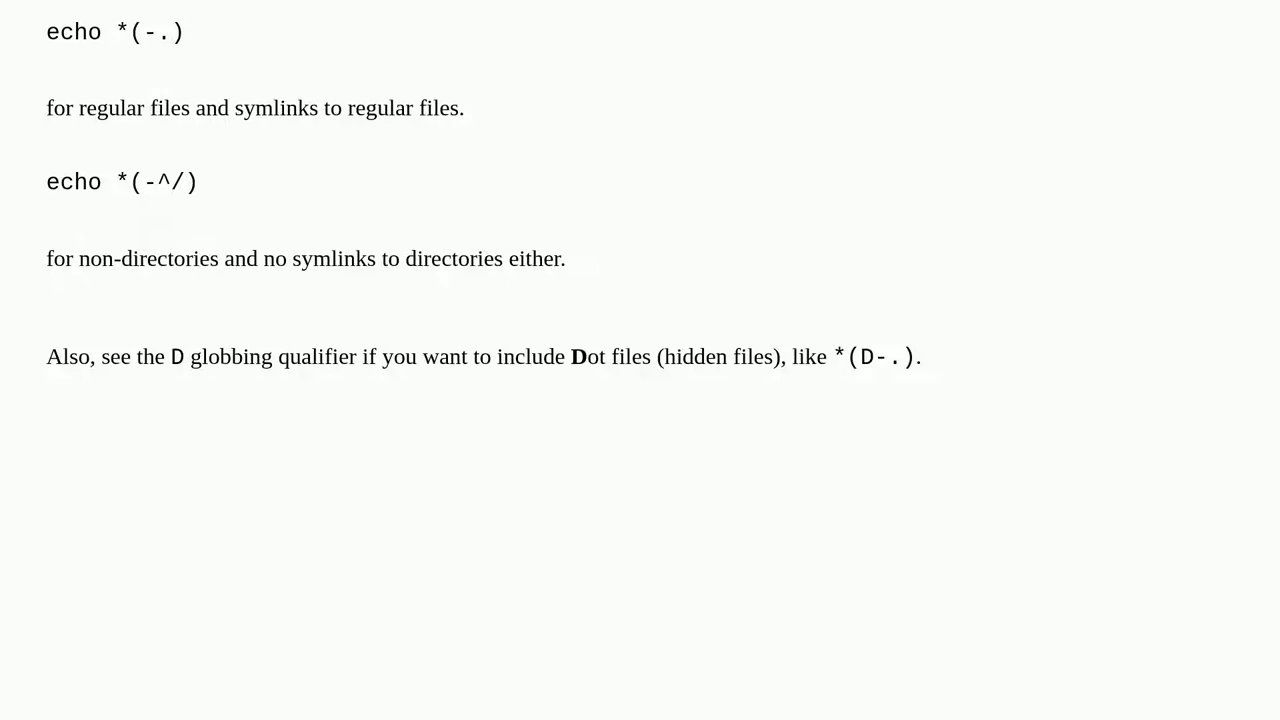 echo *(-.)
for regular files and symlinks to regular files.
echo *(-^/)
for non-directories and no symlinks to directories either.
Also, see the D globbing qualifier if you want to include Dot files (hidden files), like *(D-.).